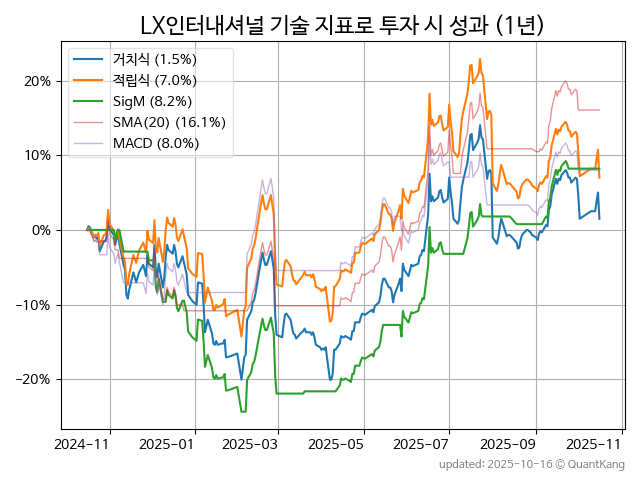 LX인터내셔널 기술 지표로 투자 시 성과 (1년)
거치식 (1.5%)
적립식 (7.0%)
SigM (8.2%)
SMA(20) (16.1%)
MACD (8.0%)
20%
10%
0%
−10%
−20%
2024-11 2025-01 2025-03 2025-05 2025-07 2025-09 2025-11
updated: 2025-10-16 © QuantKang